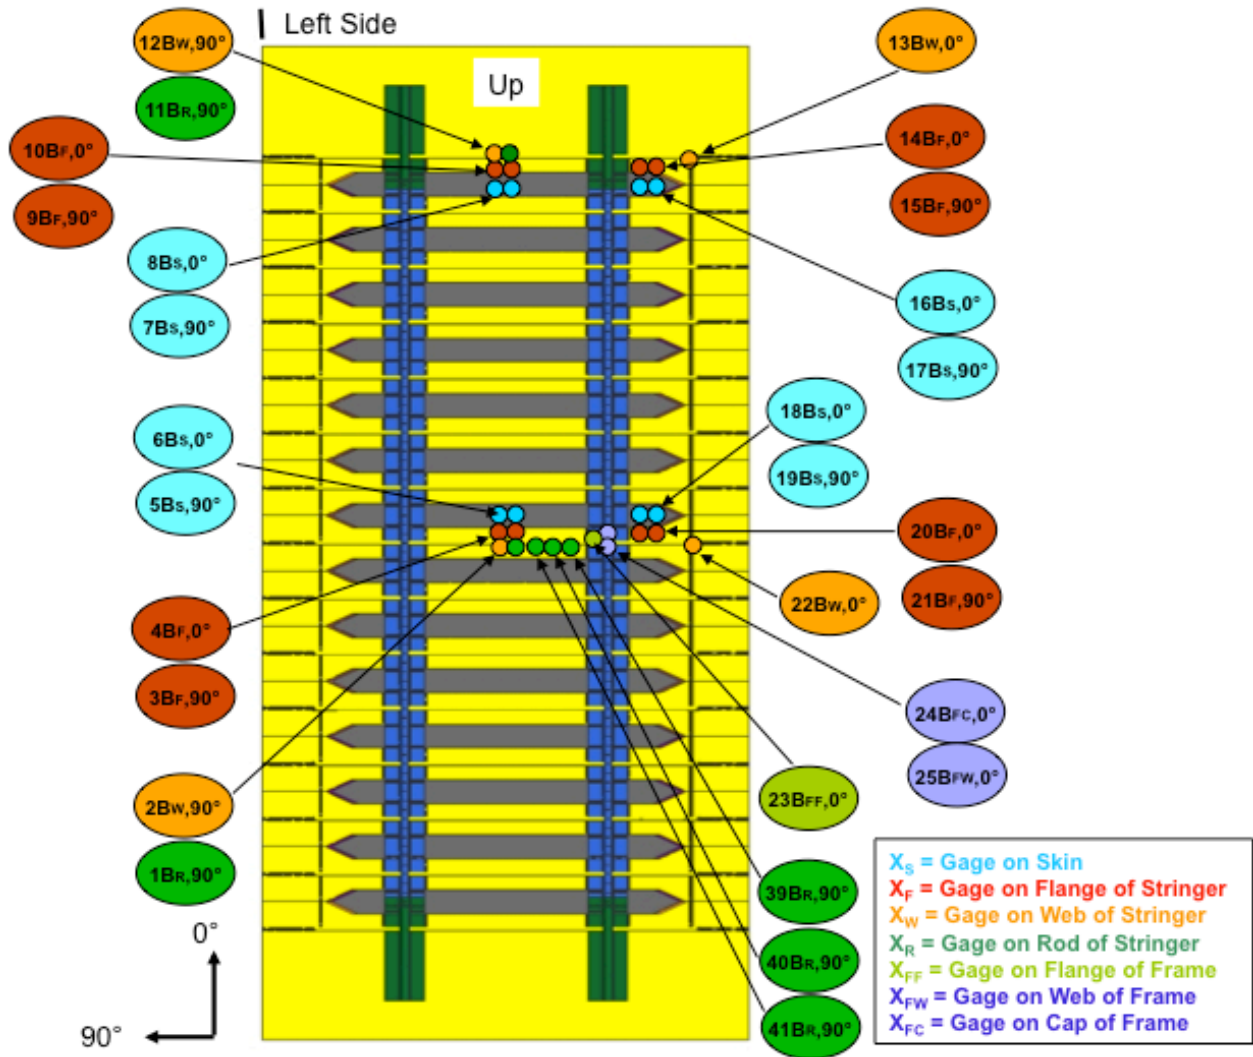 Left Side
Up
12BW,90°
11BR,90°
10BF,0°
9BF,90°
8BS,0°
7BS,90°
6BS,0°
5BS,90°
4BF,0°
3BF,90°
2BW,90°
1BR,90°
0°
90°
13BW,0°
14BF,0°
15BF,90°
16BS,0°
17BS,90°
18BS,0°
19BS,90°
20BF,0°
21BF,90°
22BW,0°
24BFC,0°
25BFW,0°
23BFF,0°
39BR,90°
40BR,90°
41BR,90°
XS = Gage on Skin
XF = Gage on Flange of Stringer
XW = Gage on Web of Stringer
XR = Gage on Rod of Stringer
XFF = Gage on Flange of Frame
XFW = Gage on Web of Frame
XFC = Gage on Cap of Frame